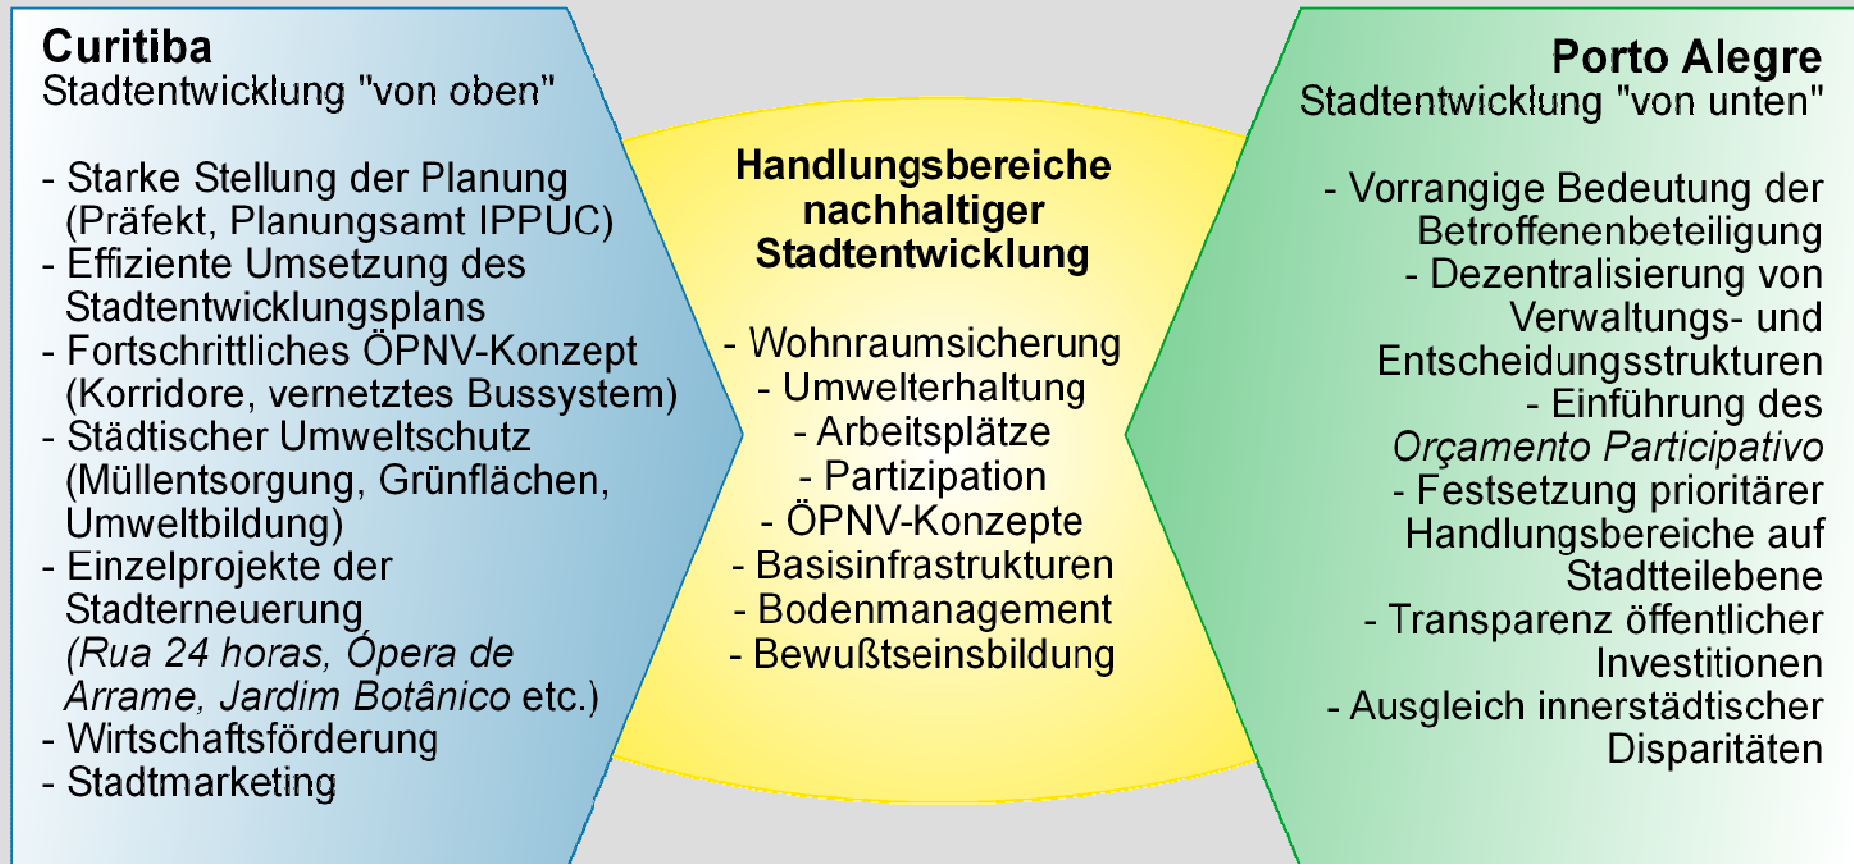 Curitiba
Stadtentwicklung "von oben"
- Starke Stellung der Planung
(Präfekt, Planungsamt IPPUC)
- Effiziente Umsetzung des
Stadtentwicklungsplans
- Fortschrittliches ÖPNV-Konzept
(Korridore, vernetztes Bussystem)
- Städtischer Umweltschutz
(Müllentsorgung, Grünflächen,
Umweltbildung)
- Einzelprojekte der
Stadterneuerung
(Rua 24 horas, Ópera de
Arrame, Jardim Botânico etc.)
- Wirtschaftsförderung
- Stadtmarketing
Handlungsbereiche
nachhaltiger
Stadtentwicklung
- Wohnraumsicherung
- Umwelterhaltung
- Arbeitsplätze
- Partizipation
- ÖPNV-Konzepte
- Basisinfrastrukturen
- Bodenmanagement
- Bewußtseinsbildung
Porto Alegre
Stadtentwicklung "von unten"
- Vorrangige Bedeutung der
Betroffenenbeteiligung
- Dezentralisierung von
Verwaltungs- und
Entscheidungsstrukturen
- Einführung des
Orçamento Participativo
- Festsetzung prioritärer
Handlungsbereiche auf
Stadtteilebene
- Transparenz öffentlicher
Investitionen
- Ausgleich innerstädtischer
Disparitäten